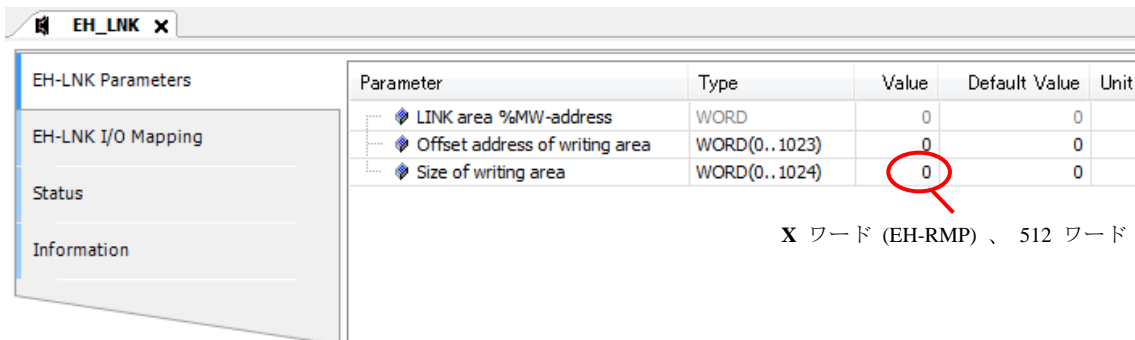 EH_LNK X
EH-LNK Parameters
EH-LNK I/O Mapping
Status
Information
Parameter Type Value Default Value Unit
LINK area %MW-address WORD 0 0
Offset address of writing area WORD(0..1023) 0 0
Size of writing area WORD(0..1024) 0 0
X ワード (EH-RMP) 、 512 ワード